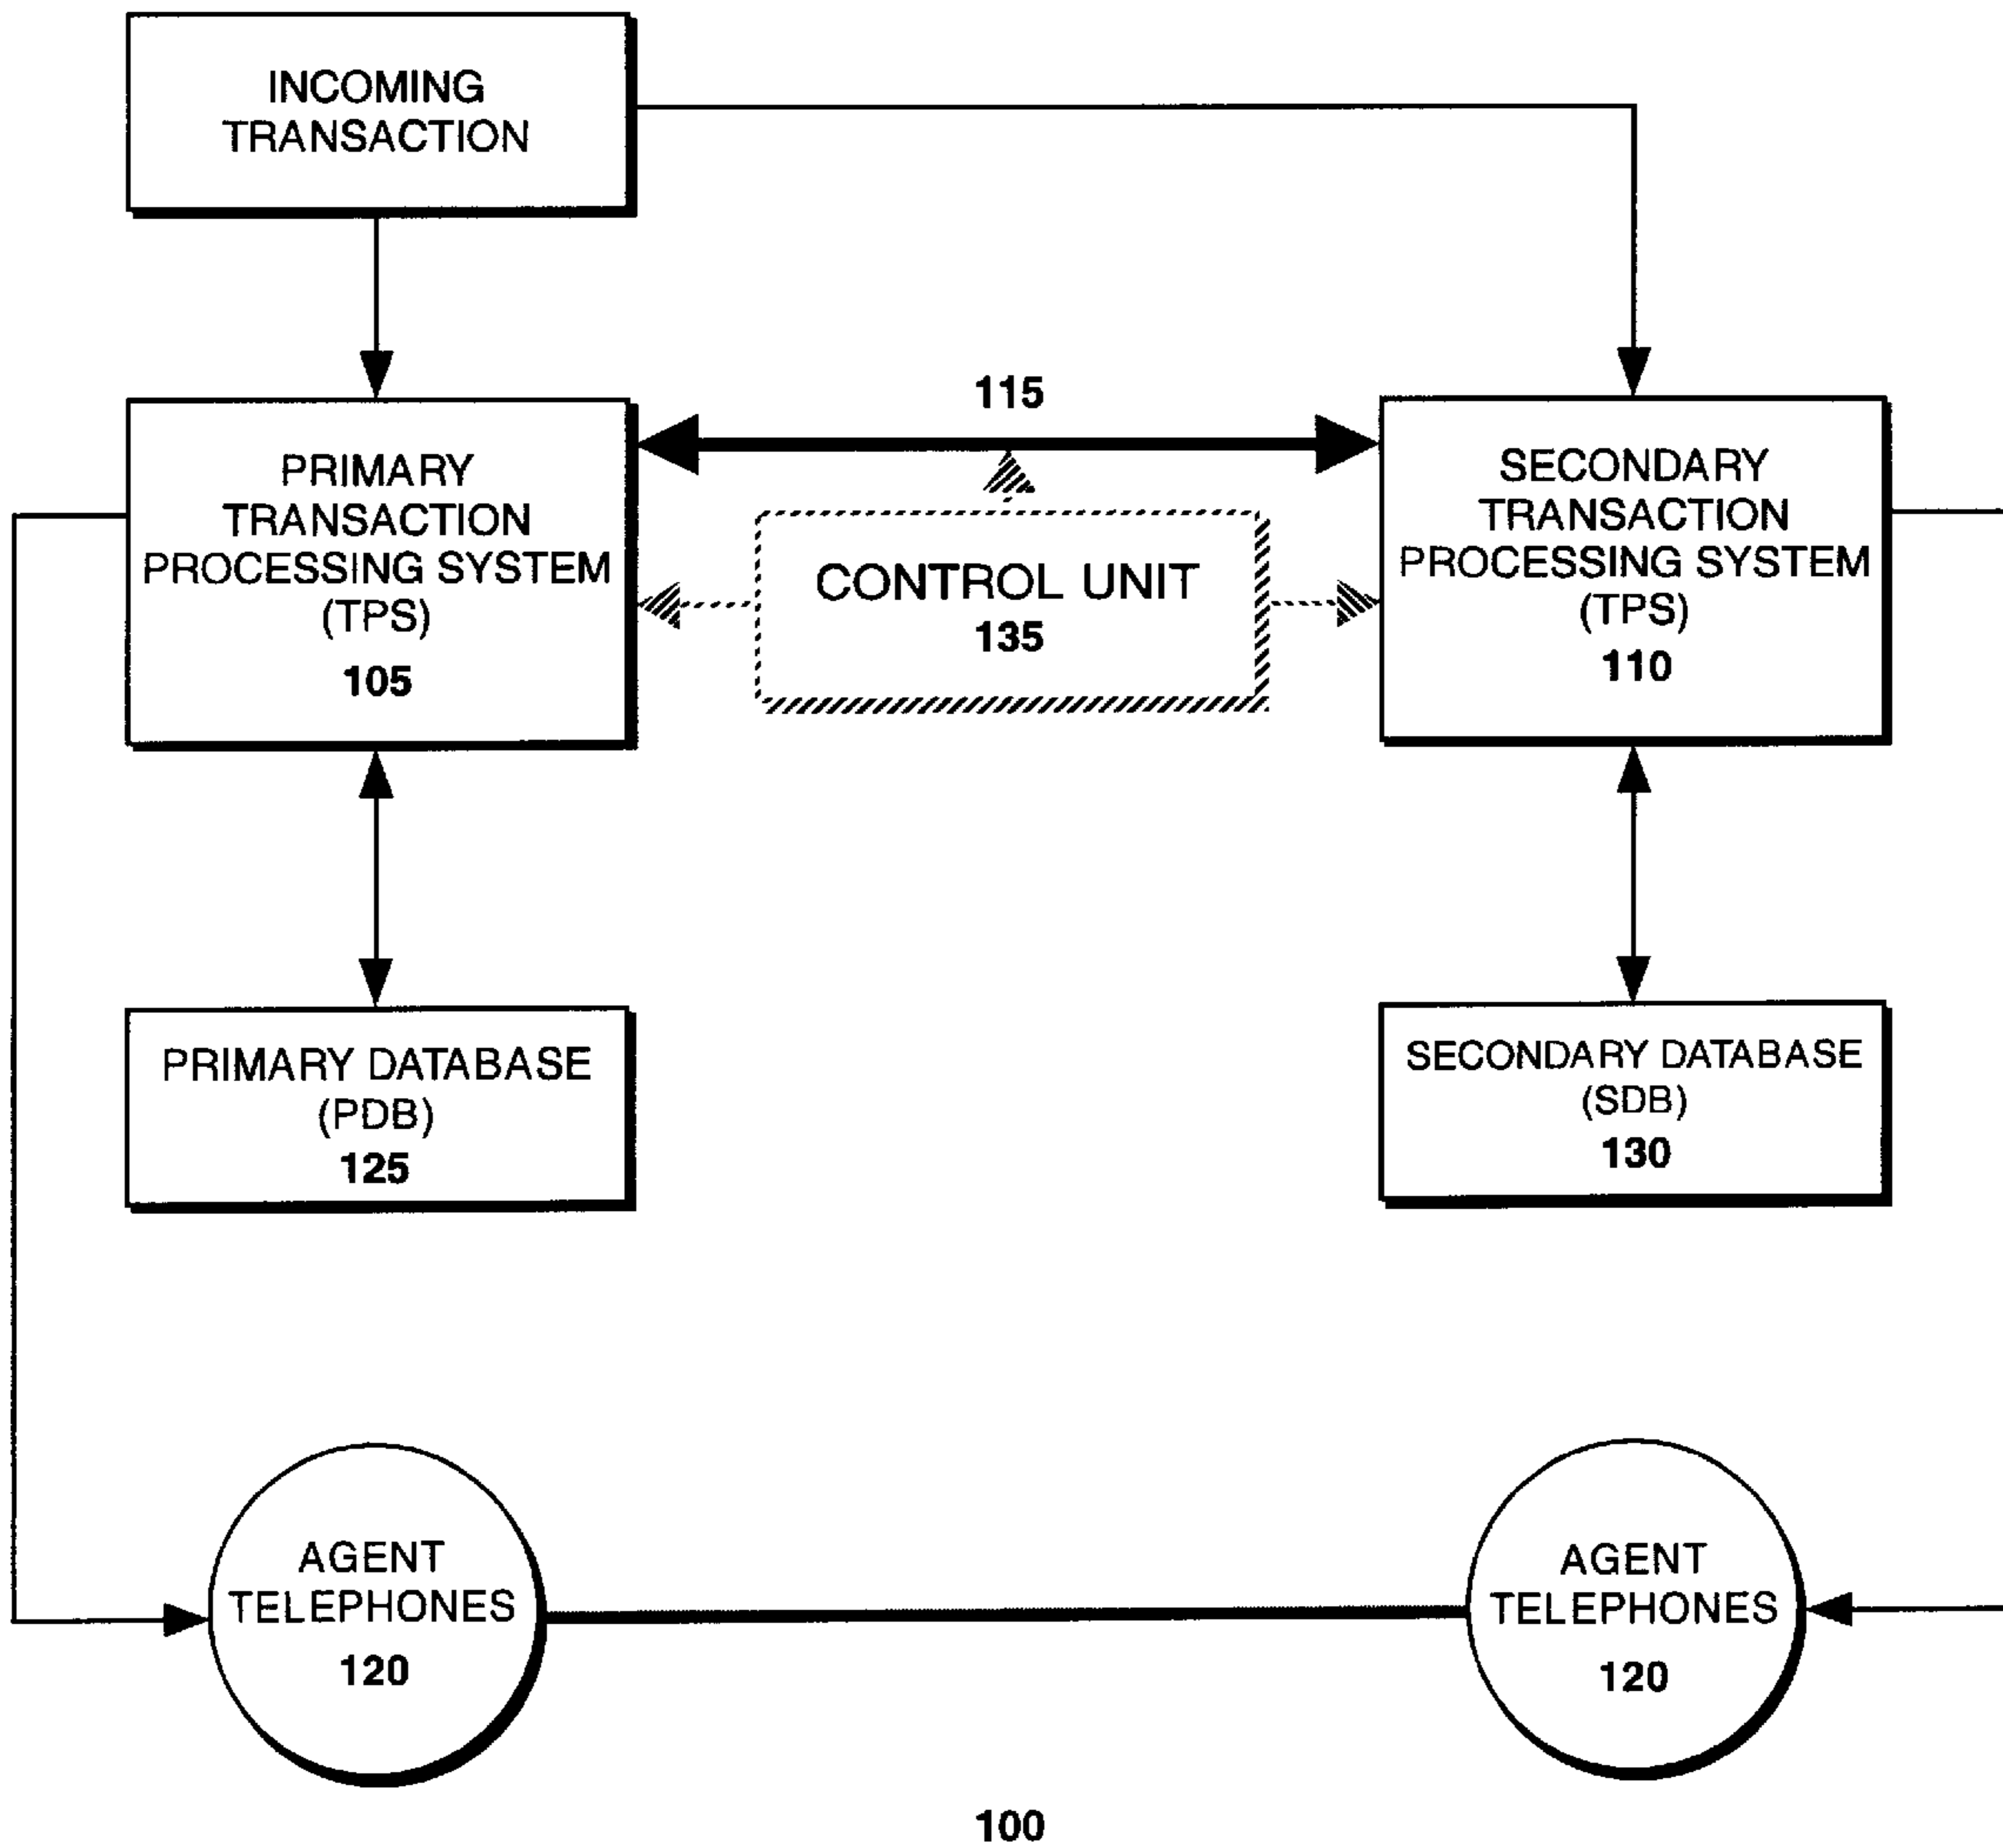 INCOMING
TRANSACTION
115
PRIMARY
TRANSACTION
PROCESSING SYSTEM
(TPS)
105
CONTROL UNIT
135
SECONDARY
TRANSACTION
PROCESSING SYSTEM
(TPS)
110
PRIMARY DATABASE
(PDB)
125
SECONDARY DATABASE
(SDB)
130
AGENT
TELEPHONES
120
AGENT
TELEPHONES
120
100